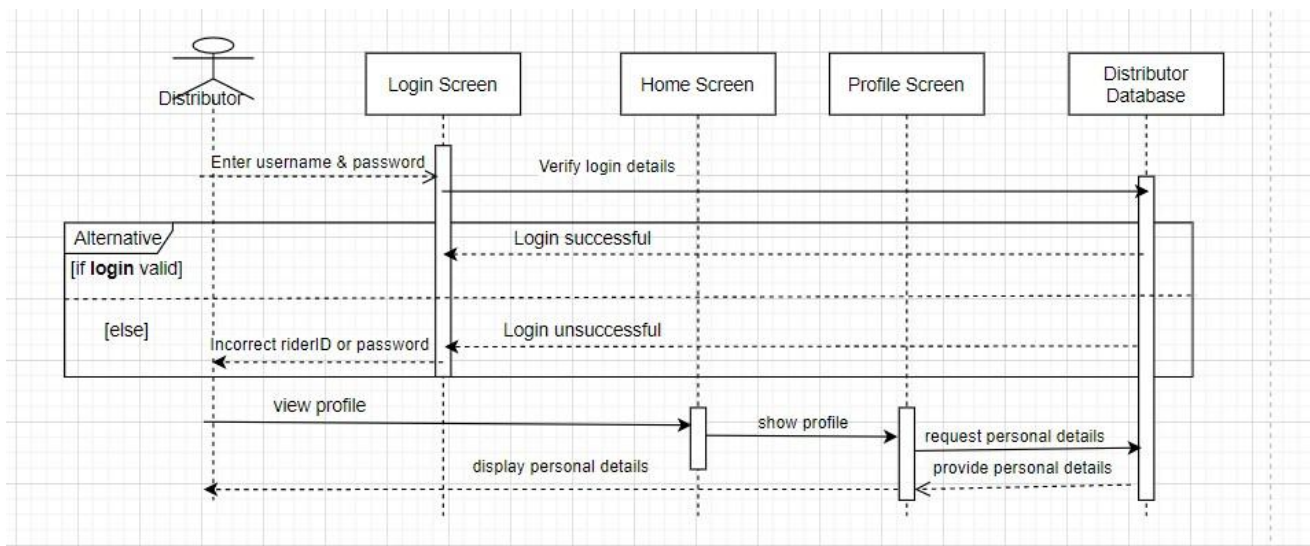 Distributor
Login Screen
Home Screen
Profile Screen
Distributor
Database
Enter username & password
Verify login details
Alternative
[if login valid]
Login successful
[else]
Login unsuccessful
Incorrect riderID or password
view profile
show profile
request personal details
display personal details
provide personal details